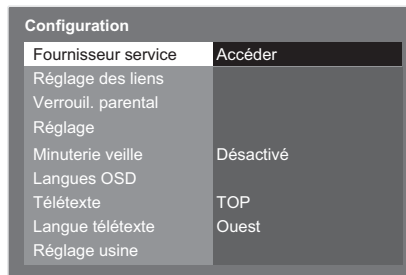 Configuration
Fournisseur service Accéder
Réglage des liens
Verrouil. parental
Réglage
Minuterie veille Désactivé
Langues OSD
Télétexte TOP
Langue télétexte Ouest
Réglage usine